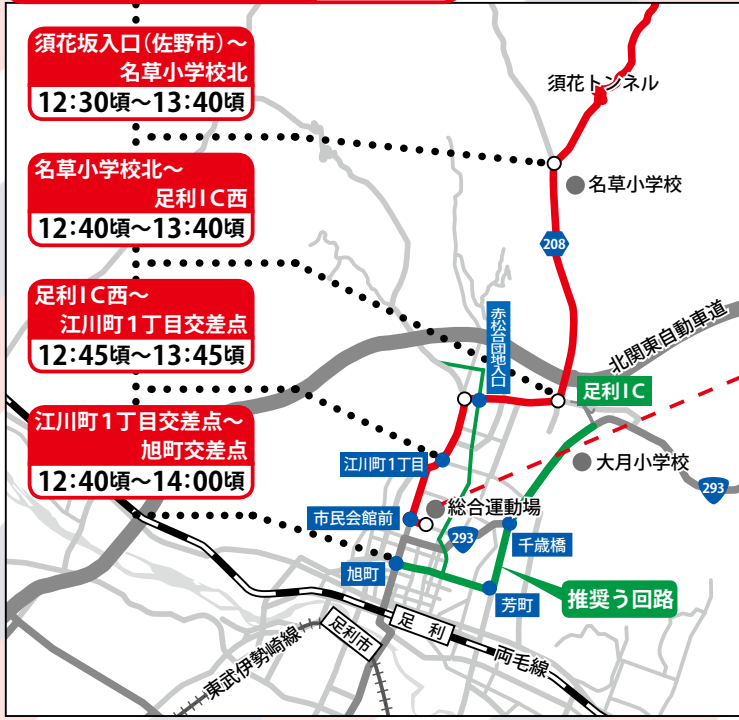 須花坂入口(佐野市)～
名草小学校北
12:30頃～13:40頃
名草小学校北～
足利IC西
12:40頃～13:40頃
足利IC西～
江川町1丁目交差点
12:45頃～13:45頃
江川町1丁目交差点～
旭町交差点
12:40頃～14:00頃
須花トンネル
名草小学校
208
北関東自動車道
赤松台団地入口
足利IC
江川町1丁目
大月小学校
293
総合運動場
市民会館前
293
千歳橋
旭町
芳町
推奨う回路
足利
足利市
両毛線
東武伊勢崎線